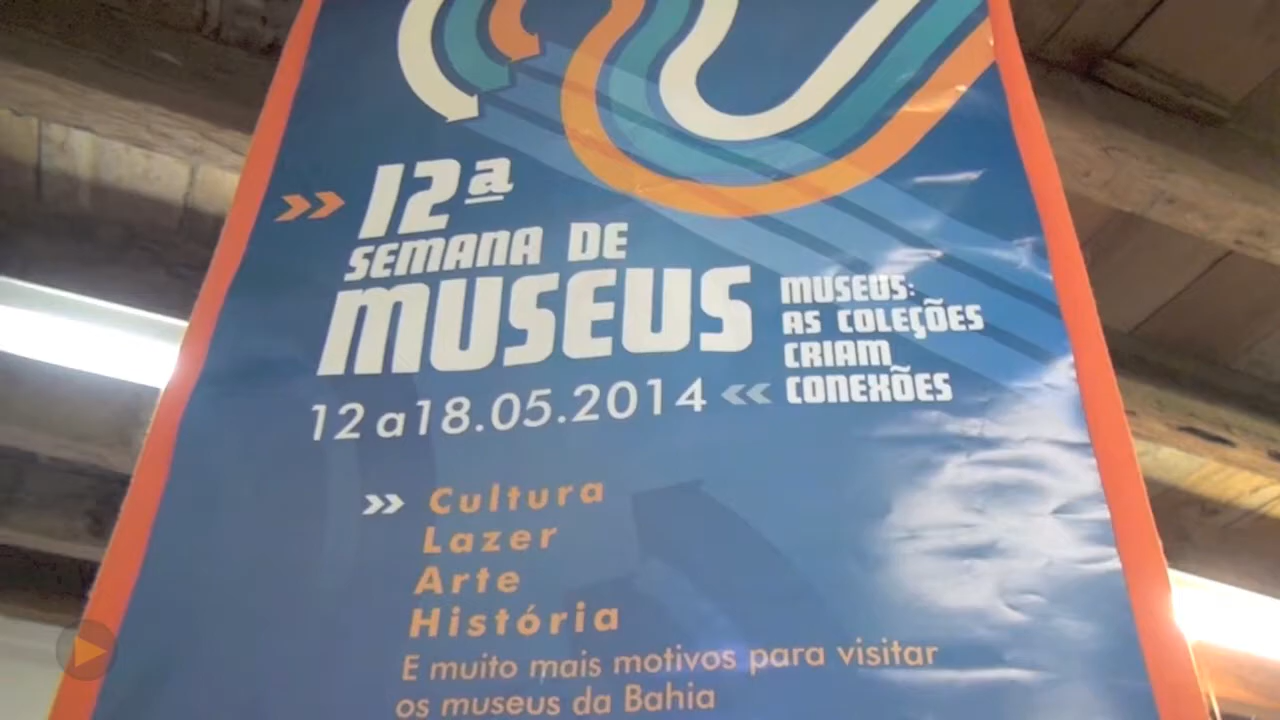 12ª
SEMANA DE
MUSEUS
MUSEUS:
AS COLEÇÕES
CRIAM
CONEXÕES
12 a 18.05.2014
Cultura
Lazer
Arte
História
E muito mais motivos para visitar
os museus da Bahia